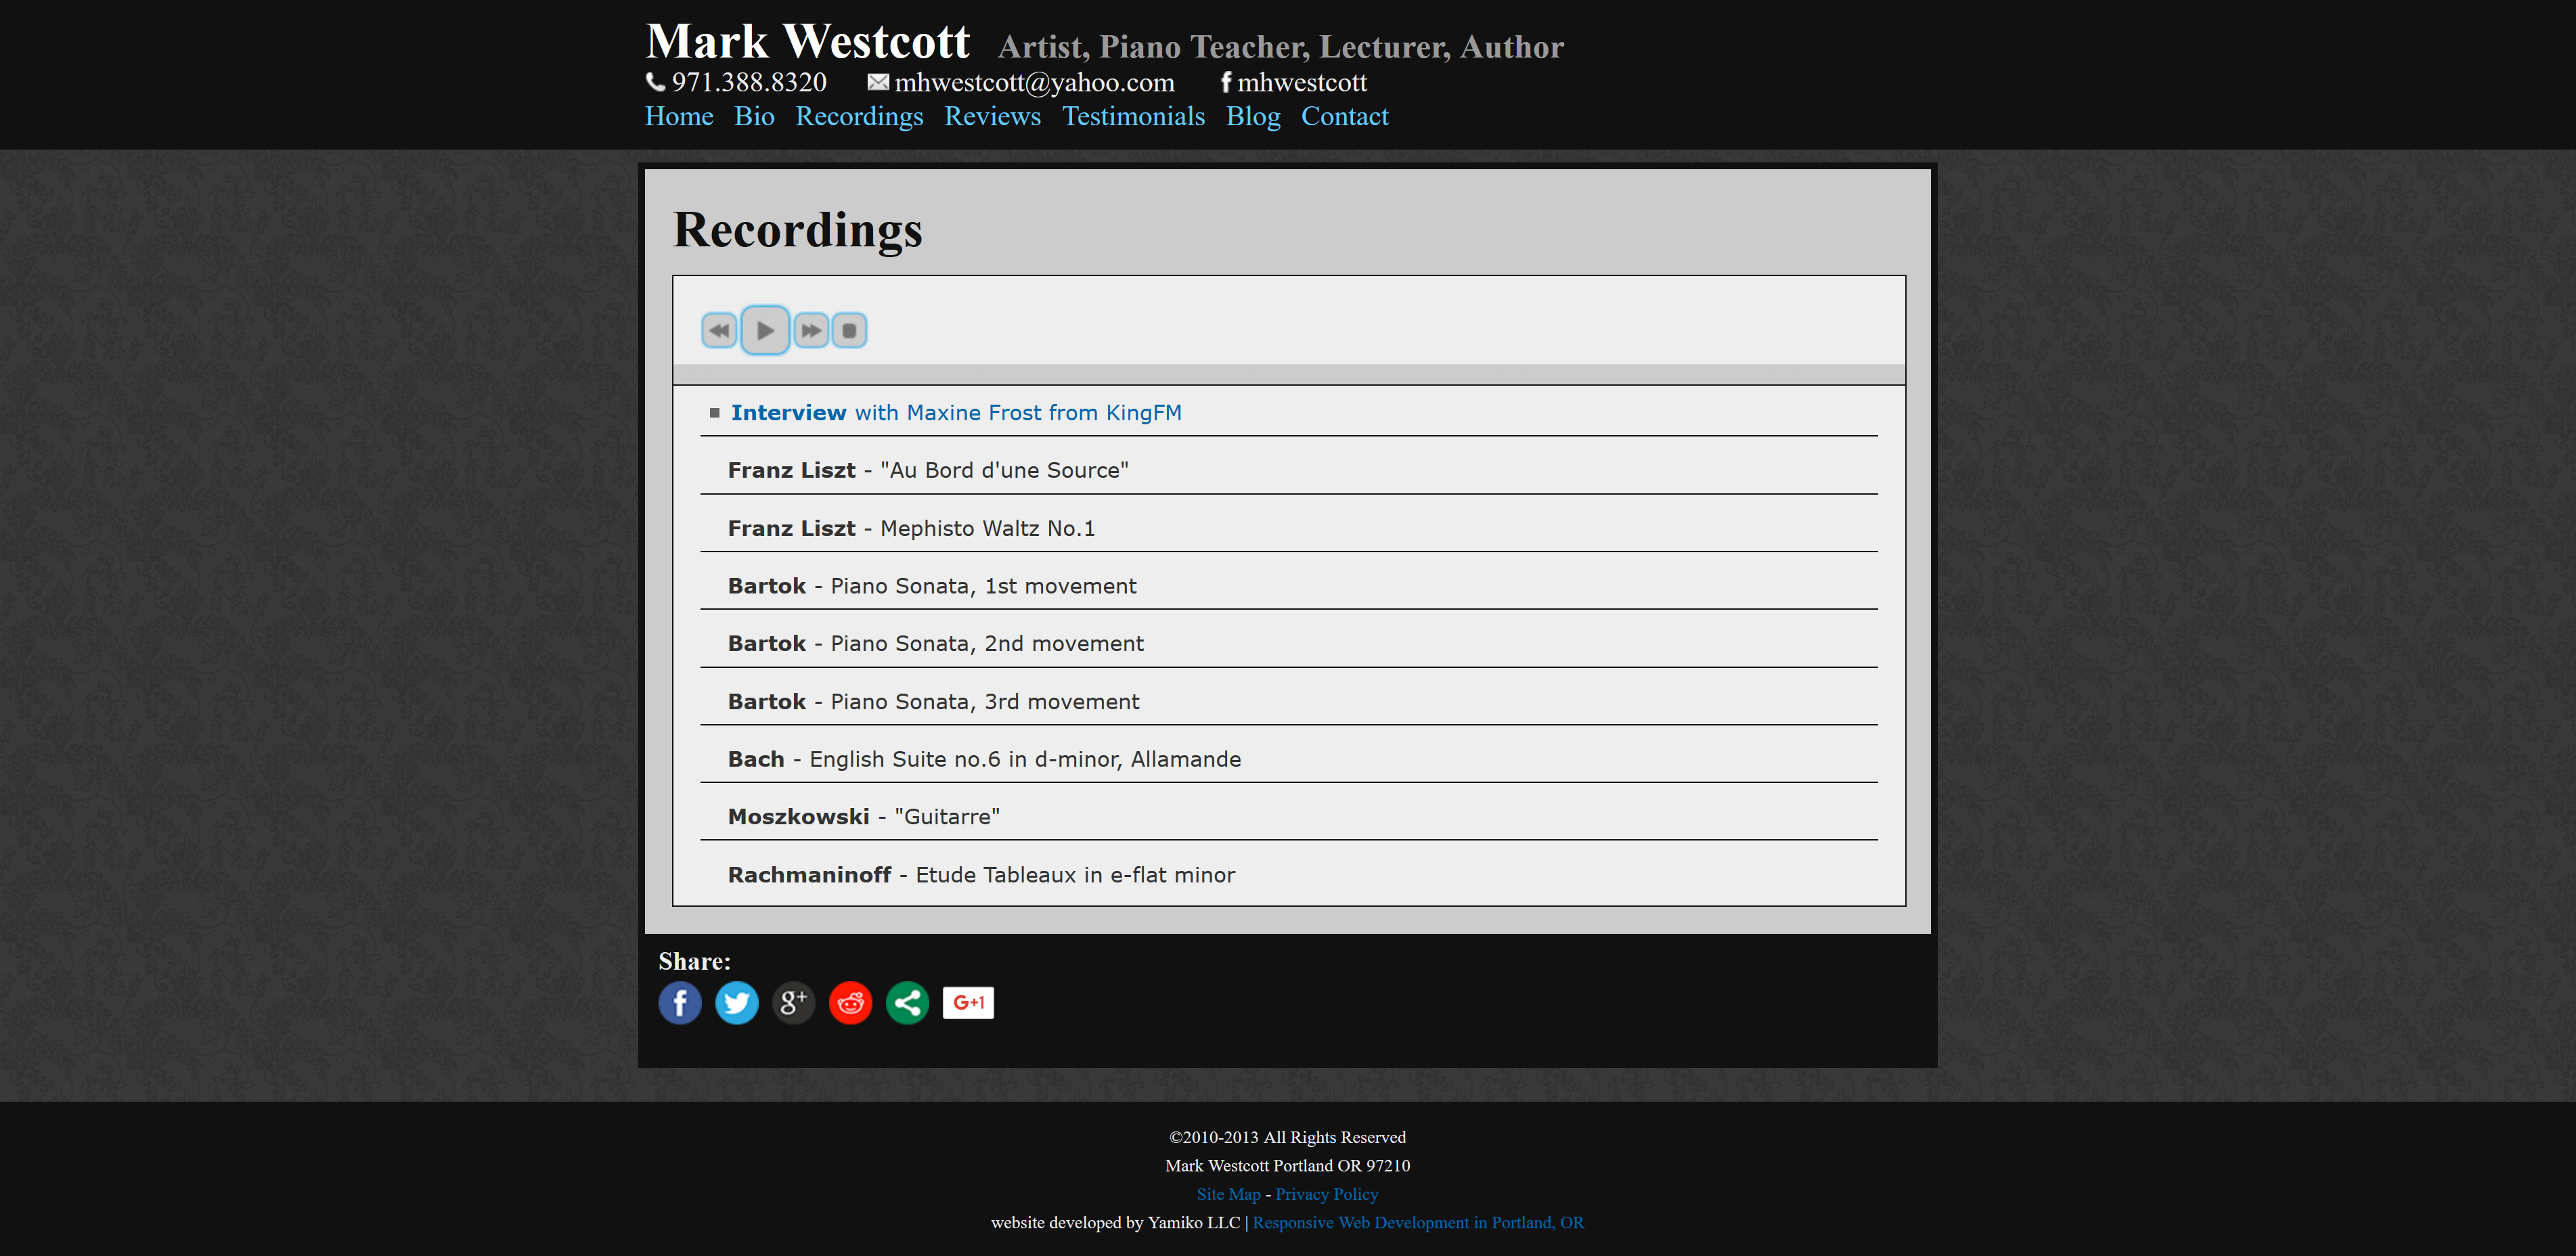 Mark Westcott Artist, Piano Teacher, Lecturer, Author
971.388.8320 mhwestcott@yahoo.com mhwestcott
Home Bio Recordings Reviews Testimonials Blog Contact
Recordings
Interview with Maxine Frost from KingFM
Franz Liszt - "Au Bord d'une Source"
Franz Liszt - Mephisto Waltz No.1
Bartok - Piano Sonata, 1st movement
Bartok - Piano Sonata, 2nd movement
Bartok - Piano Sonata, 3rd movement
Bach - English Suite no.6 in d-minor, Allamande
Moszkowski - "Guitarre"
Rachmaninoff - Etude Tableaux in e-flat minor
Share:
f g+ G+1
©2010-2013 All Rights Reserved
Mark Westcott Portland OR 97210
Site Map - Privacy Policy
website developed by Yamiko LLC | Responsive Web Development in Portland, OR